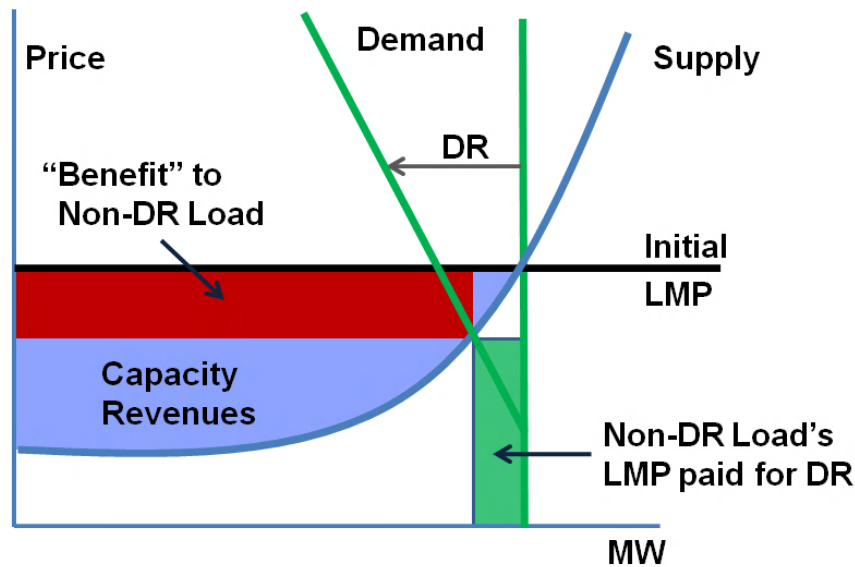 Price
Demand
Supply
DR
“Benefit” to
Non-DR Load
Initial
LMP
Capacity
Revenues
Non-DR Load's
LMP paid for DR
MW